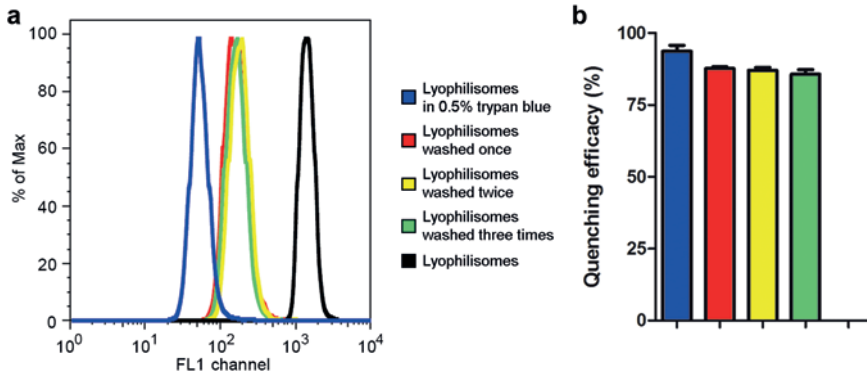 a
100
80
60
40
20
0
% of Max
10^0
10^1
10^2
10^3
10^4
FL1 channel
Lyophilisomes
in 0.5% trypan blue
Lyophilisomes
washed once
Lyophilisomes
washed twice
Lyophilisomes
washed three times
Lyophilisomes
b
100
75
50
25
0
Quenching efficacy (%)